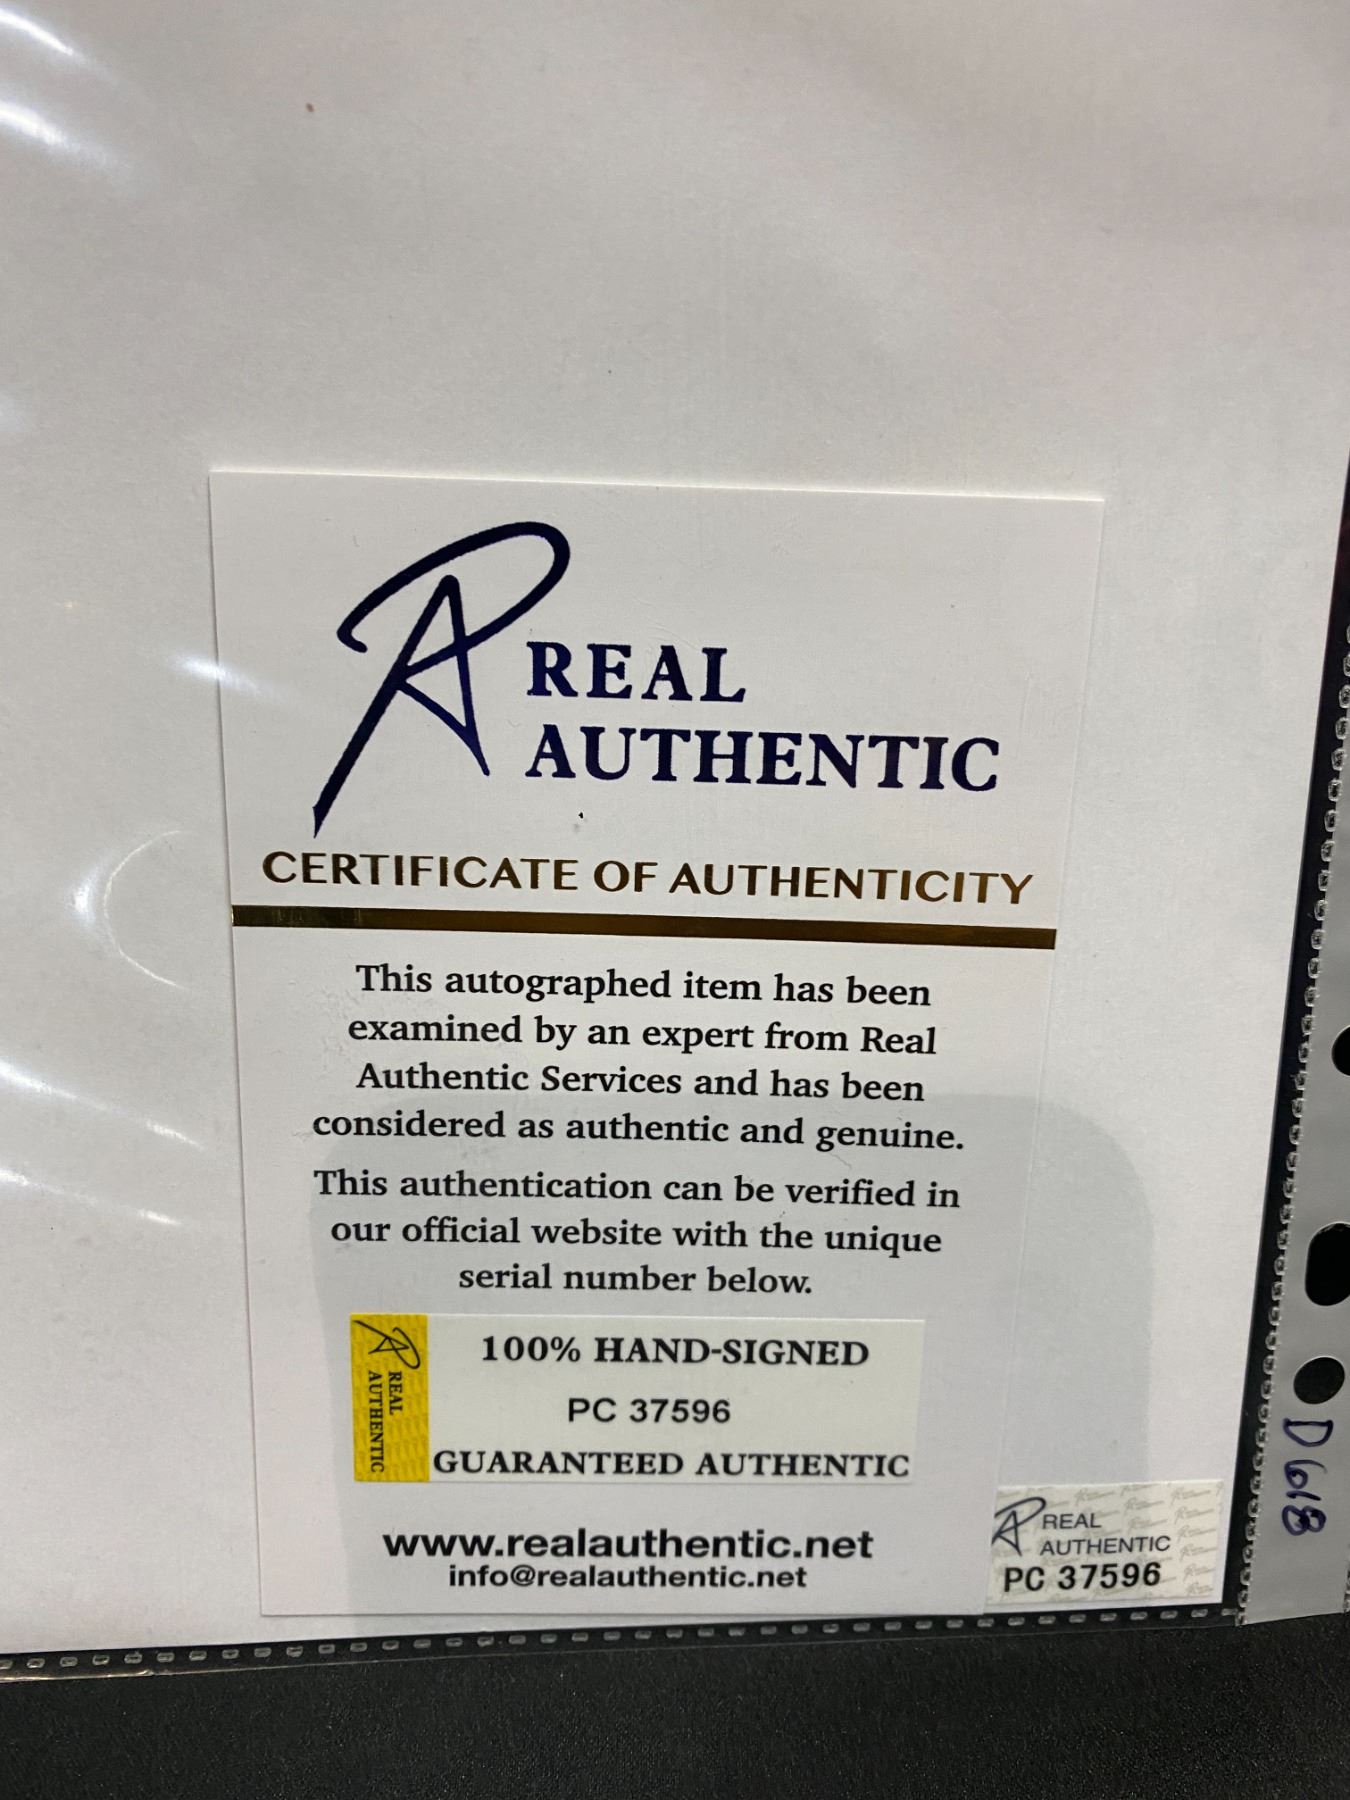 REAL
AUTHENTIC
CERTIFICATE OF AUTHENTICITY
This autographed item has been
examined by an expert from Real
Authentic Services and has been
considered as authentic and genuine.
This authentication can be verified in
our official website with the unique
serial number below.
REAL
AUTHENTIC
100% HAND-SIGNED
PC 37596
GUARANTEED AUTHENTIC
www.realauthentic.net
info@realauthentic.net
REAL
AUTHENTIC
PC 37596